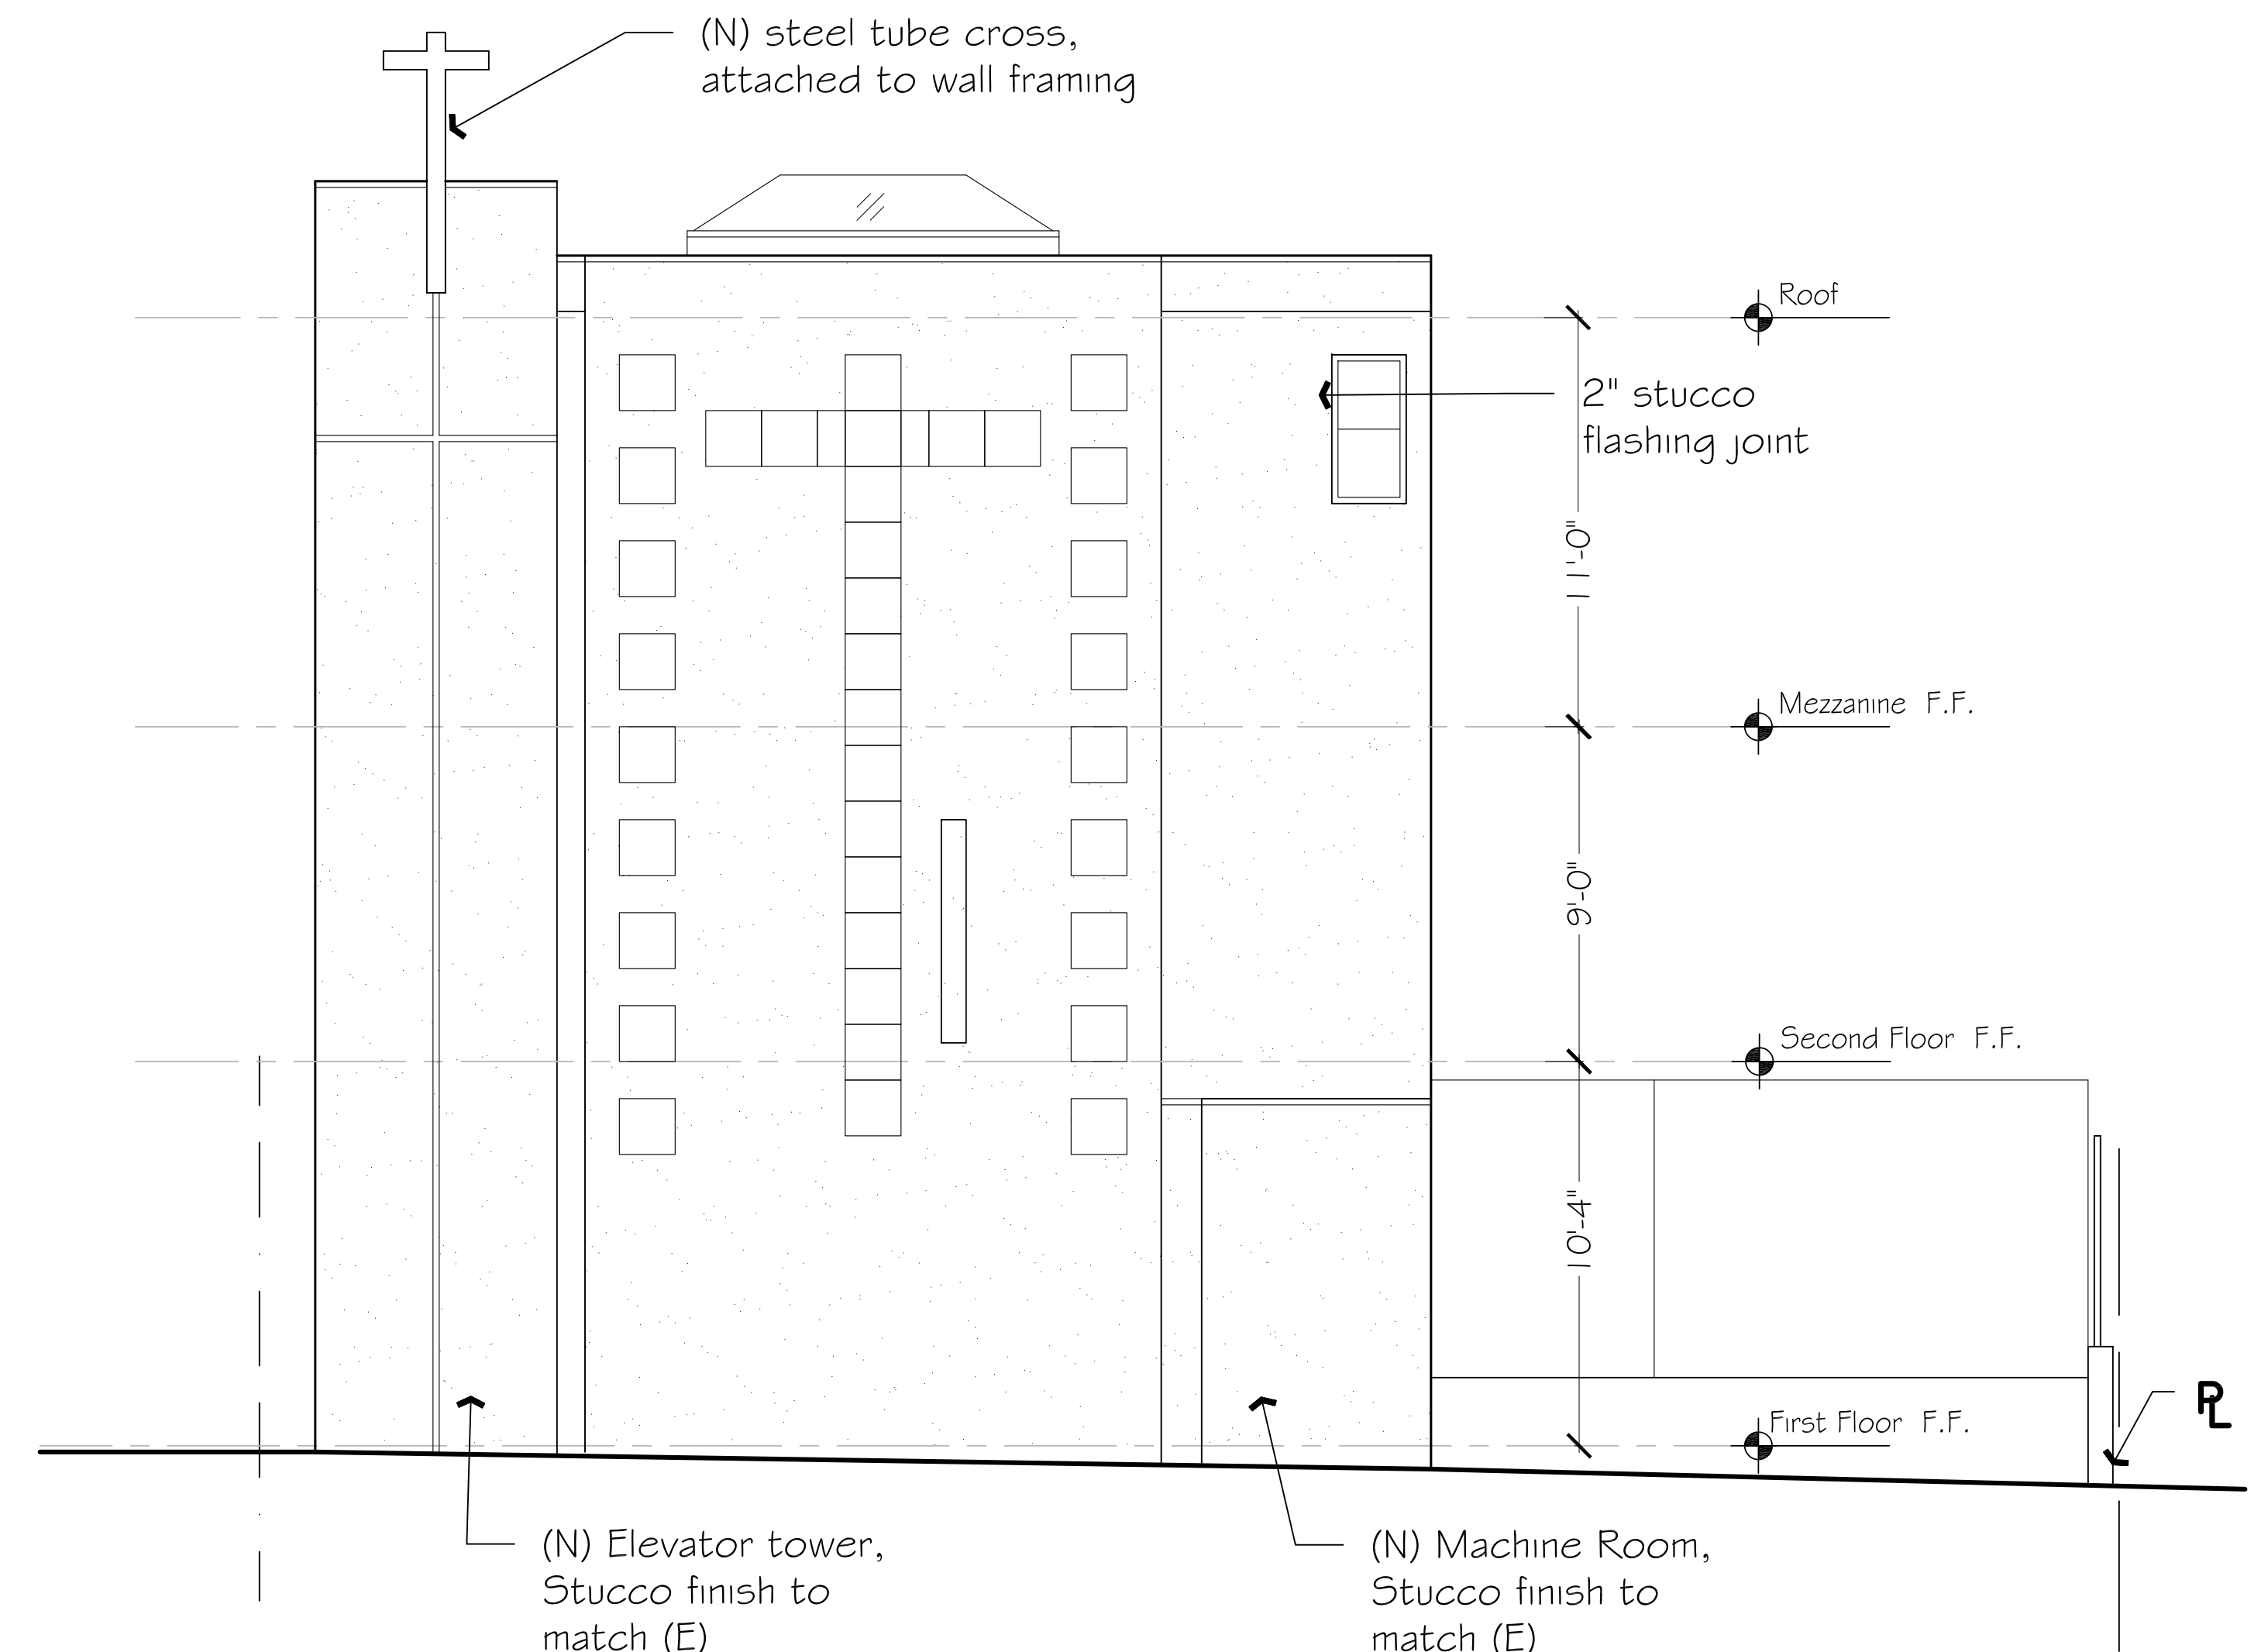 (N) steel tube cross,
attached to wall framing
Roof
2" stucco
flashing joint
11'-0"
Mezzanine F.F.
9'-0"
Second Floor F.F.
10'-4"
PL
First Floor F.F.
(N) Elevator tower,
Stucco finish to
match (E)
(N) Machine Room,
Stucco finish to
match (E)